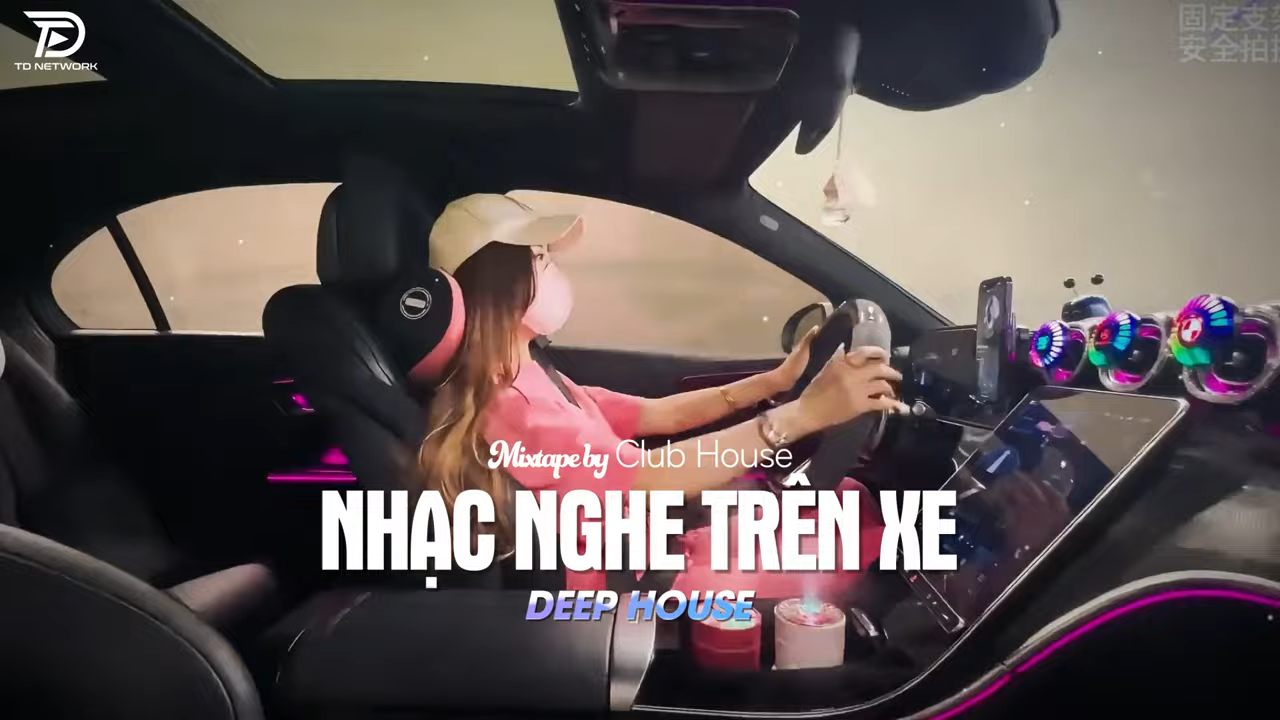 TD NETWORK
固定支
安全拍
Mixtape by Club House
NHẠC NGHE TRÊN XE
DEEP HOUSE